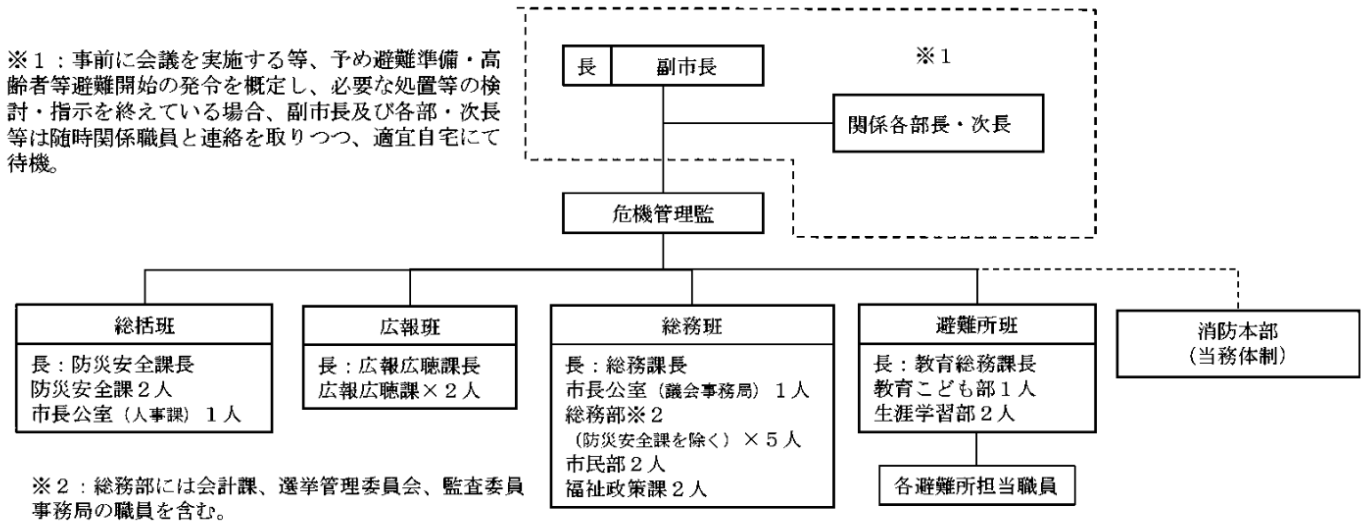 ※1：事前に会議を実施する等、予め避難準備・高
齢者等避難開始の発令を概定し、必要な処置等の検
討・指示を終えている場合、副市長及び各部・次長
等は随時関係職員と連絡を取りつつ、適宜自宅にて
待機。
長 副市長
※1
関係各部長・次長
危機管理監
総括班
長：防災安全課長
防災安全課2人
市長公室（人事課）1人
広報班
長：広報広聴課長
広報広聴課×2人
総務班
長：総務課長
市長公室（議会事務局）1人
総務部※2
（防災安全課を除く）×5人
市民部2人
福祉政策課2人
避難所班
長：教育総務課長
教育こども部1人
生涯学習部2人
各避難所担当職員
消防本部
（当務体制）
※2：総務部には会計課、選挙管理委員会、監査委員
事務局の職員を含む。